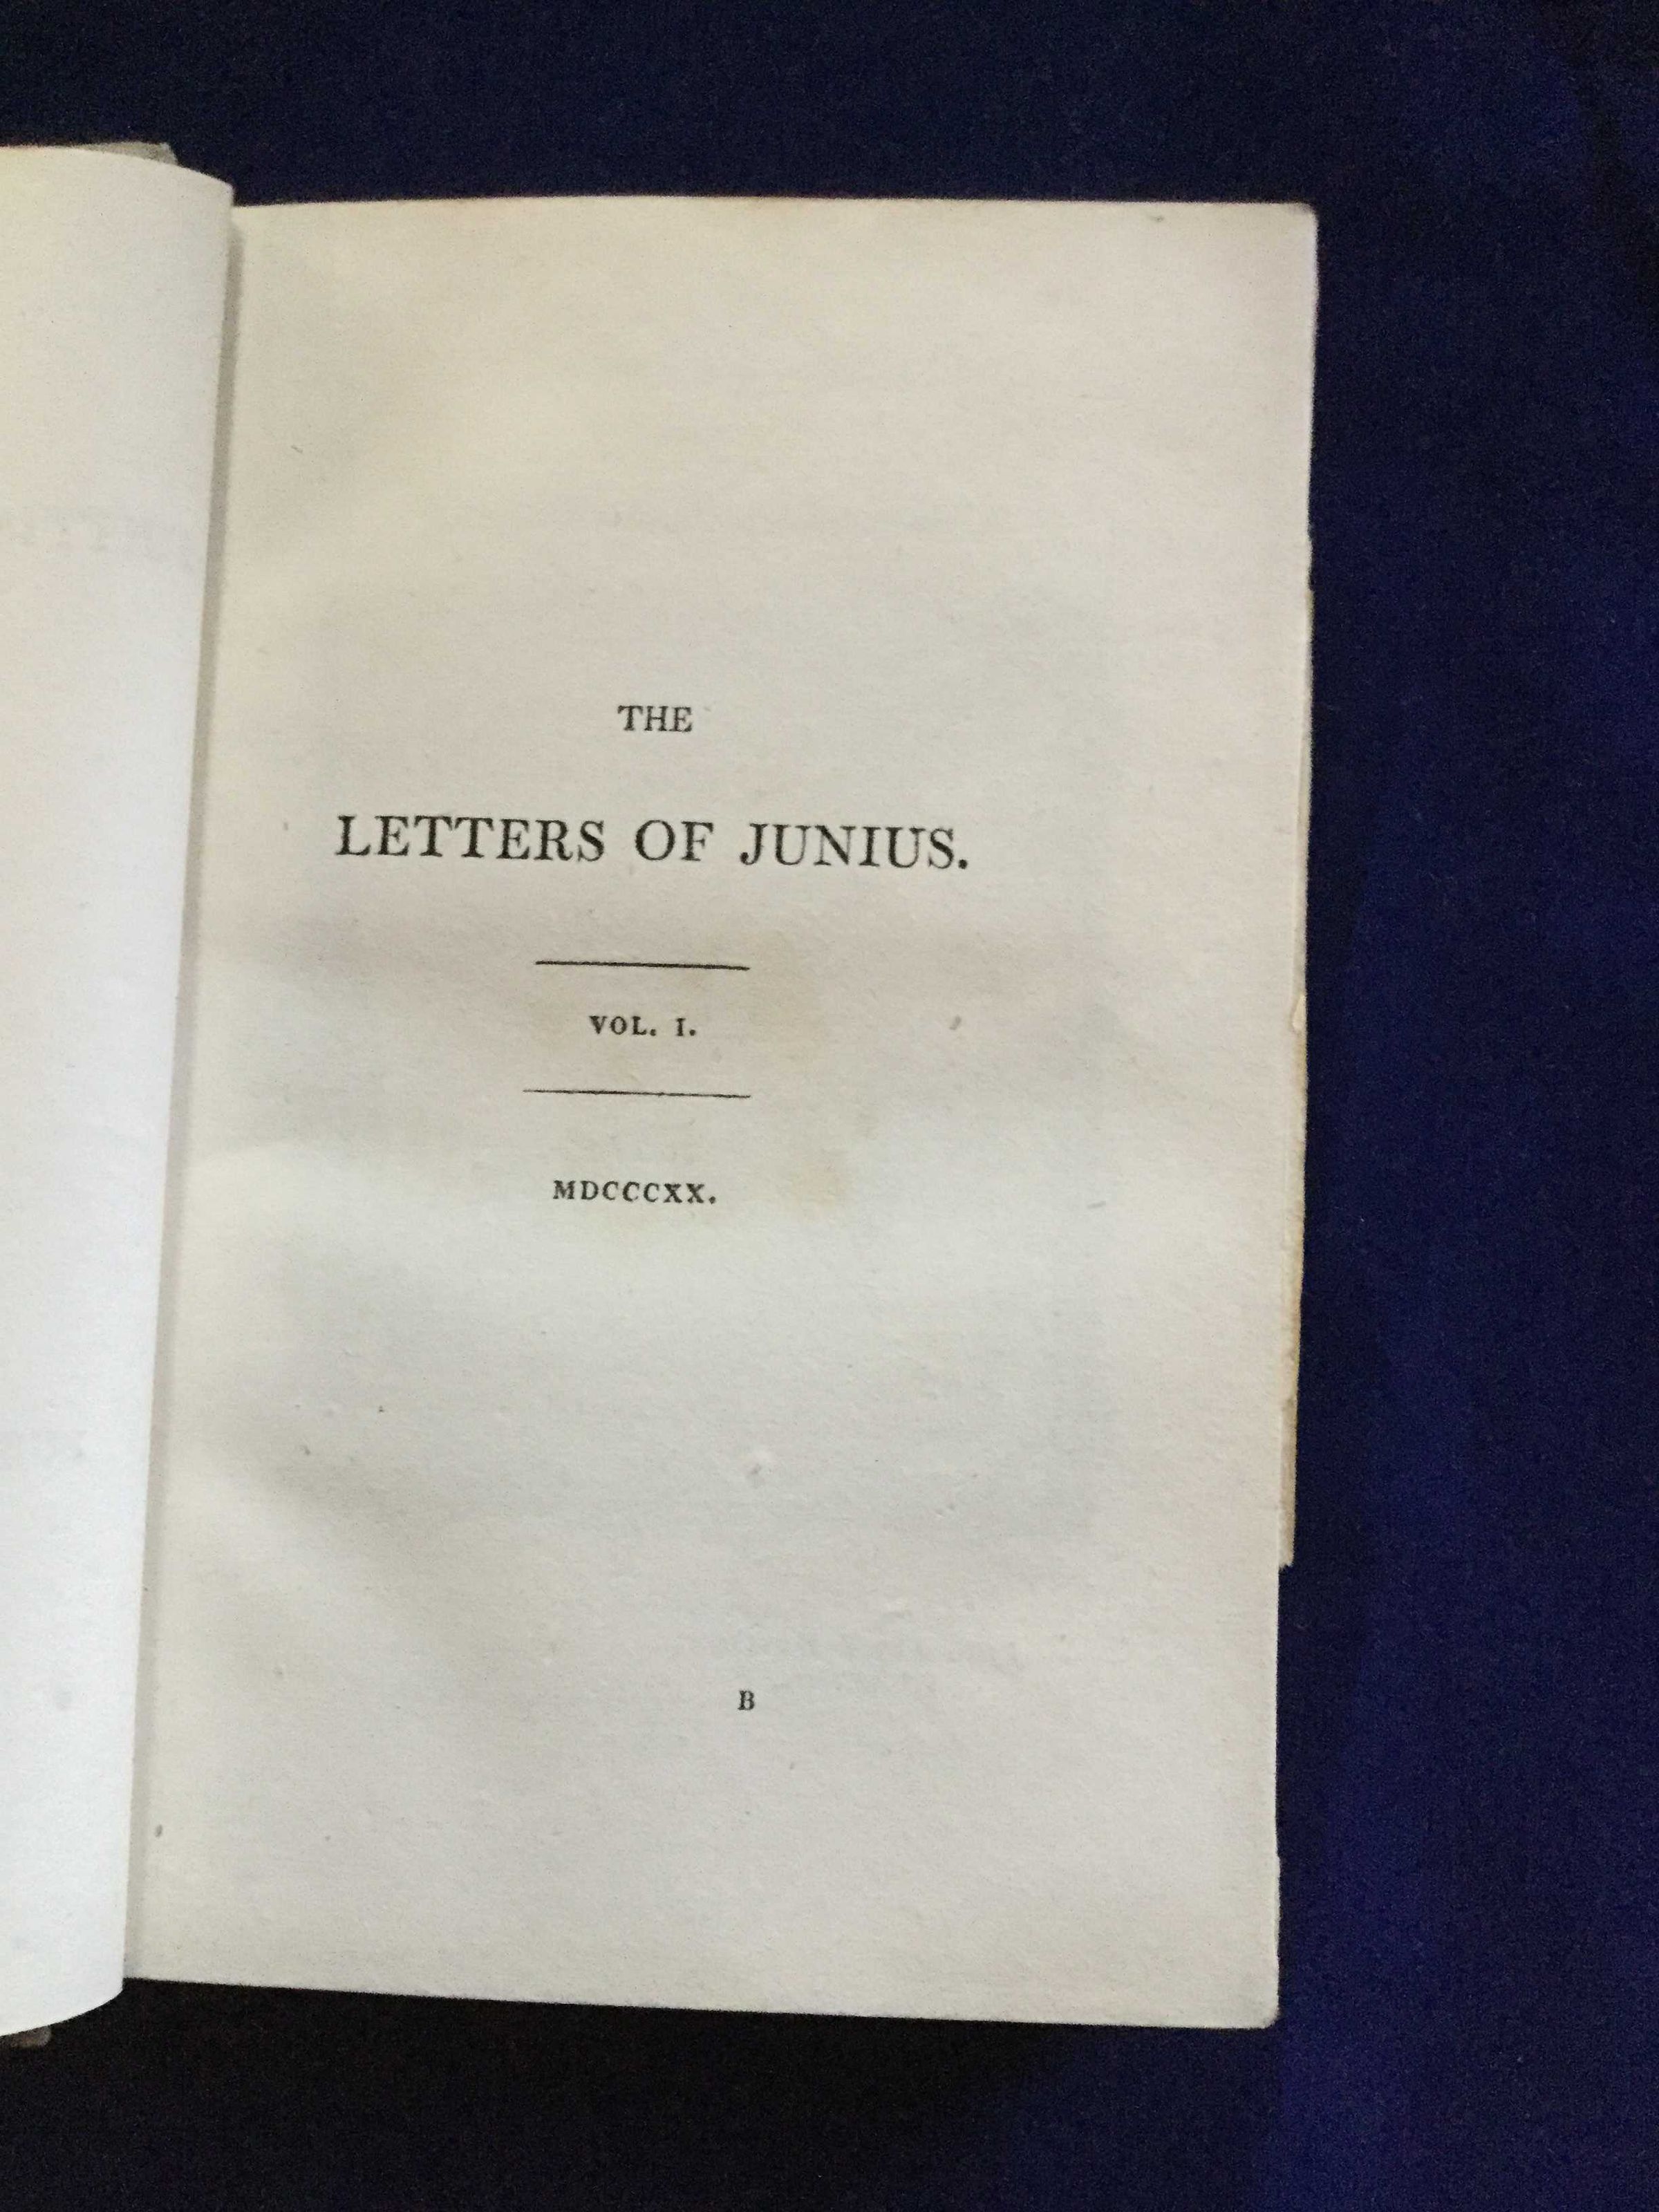 THE
LETTERS OF JUNIUS.
VOL. I.
MDCCCXX.
B